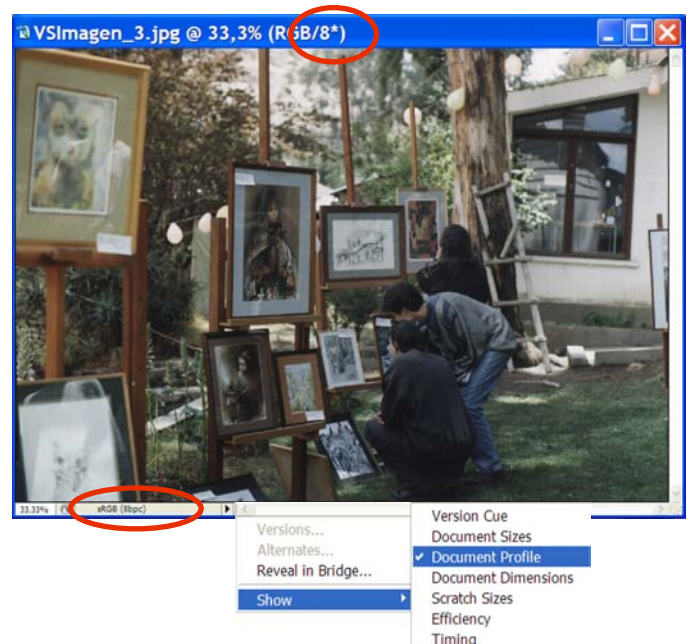 VSImagen_3.jpg @ 33,3% (RGB/8*)
33.33%
sRGB (8bpc)
Versions...
Alternates...
Reveal in Bridge...
Show
Version Cue
Document Sizes
✓ Document Profile
Document Dimensions
Scratch Sizes
Efficiency
Timing